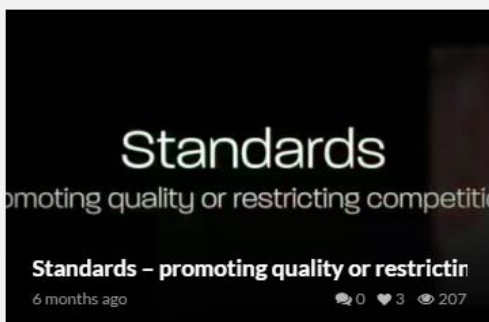 Standards
omoting quality or restricting competiti
Standards – promoting quality or restrictin
6 months ago 0 3 207